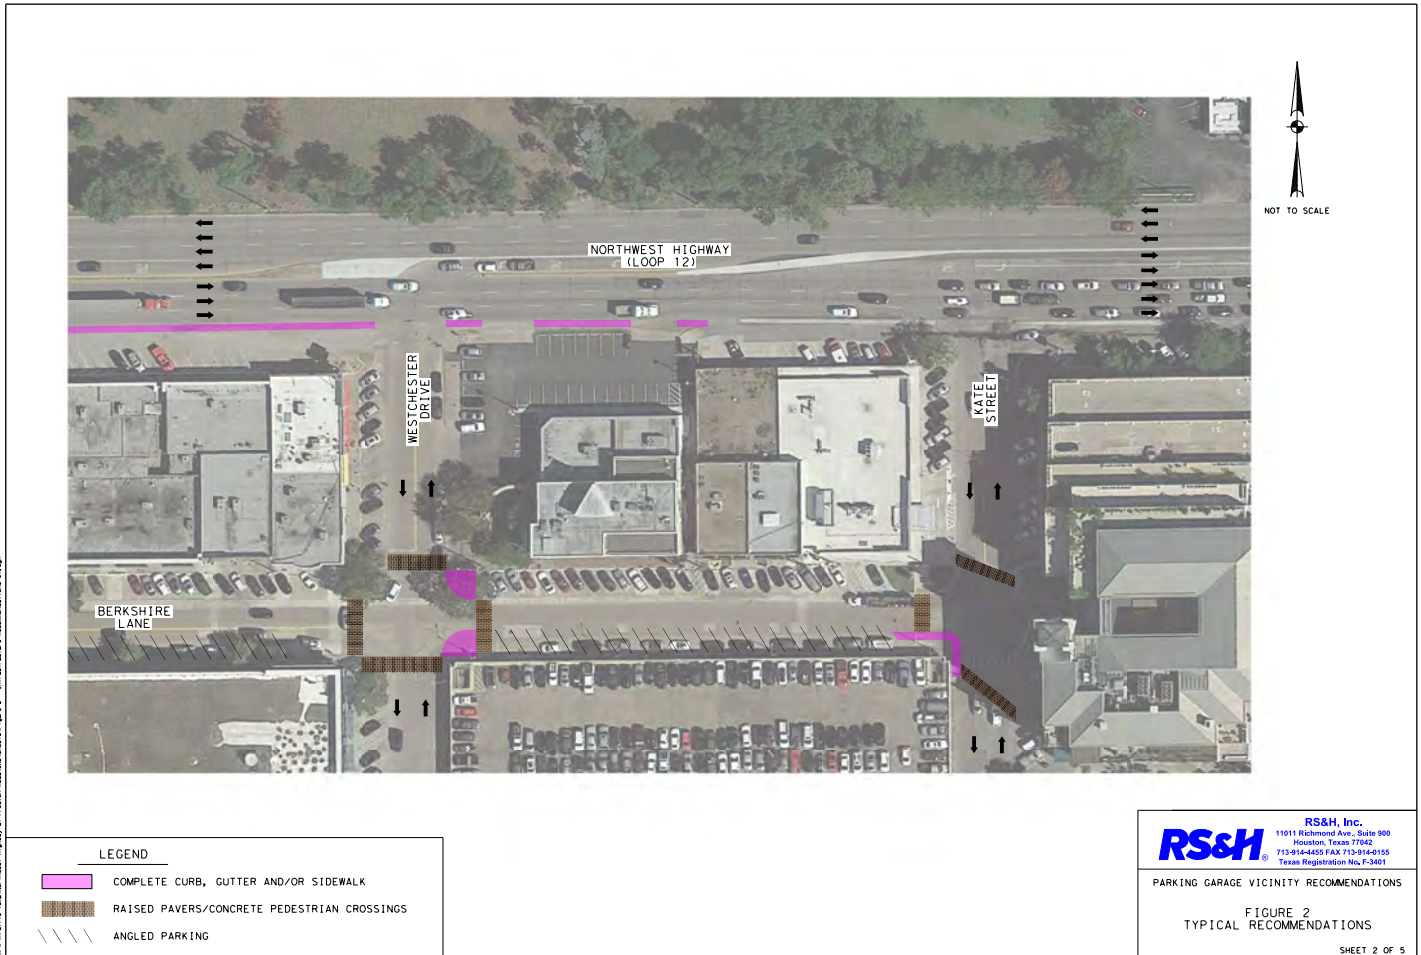 NOT TO SCALE
NORTHWEST HIGHWAY
(LOOP 12)
WESTCHESTER
DRIVE
KATE
STREET
BERKSHIRE
LANE
LEGEND
COMPLETE CURB, GUTTER AND/OR SIDEWALK
RAISED PAVERS/CONCRETE PEDESTRIAN CROSSINGS
ANGLED PARKING
RS&H®
RS&H, Inc.
11011 Richmond Ave., Suite 900
Houston, Texas 77042
713-914-4455 FAX 713-914-0155
Texas Registration No. F-3401
PARKING GARAGE VICINITY RECOMMENDATIONS
FIGURE 2
TYPICAL RECOMMENDATIONS
SHEET 2 OF 5